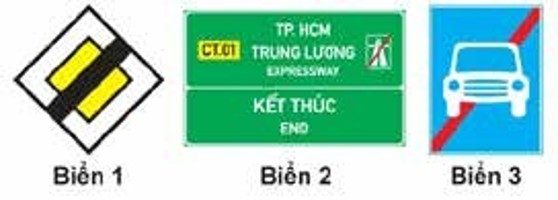 CT.01
TP. HCM
TRUNG LƯƠNG
EXPRESSWAY
KẾT THÚC
END
Biển 1
Biển 2
Biển 3